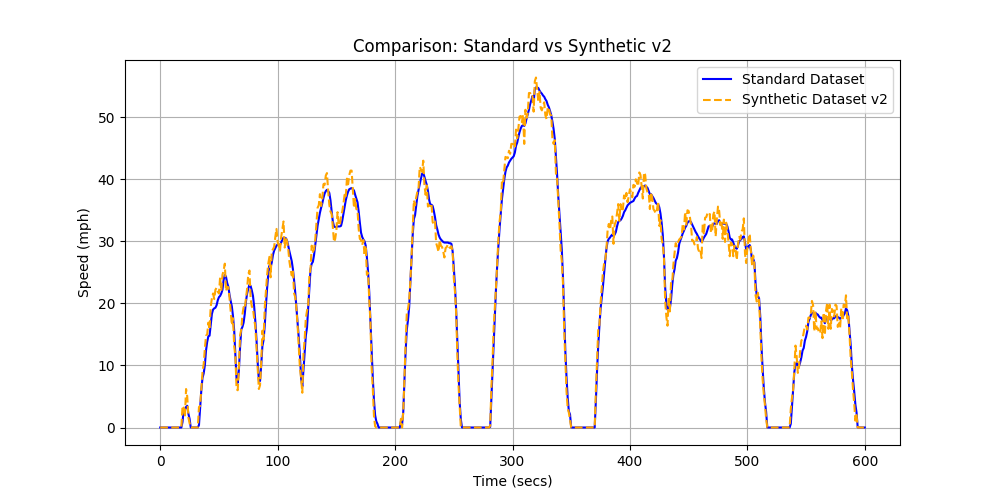 Comparison: Standard vs Synthetic v2
Standard Dataset
Synthetic Dataset v2
Speed (mph)
50
40
30
20
10
0
0 100 200 300 400 500 600
Time (secs)